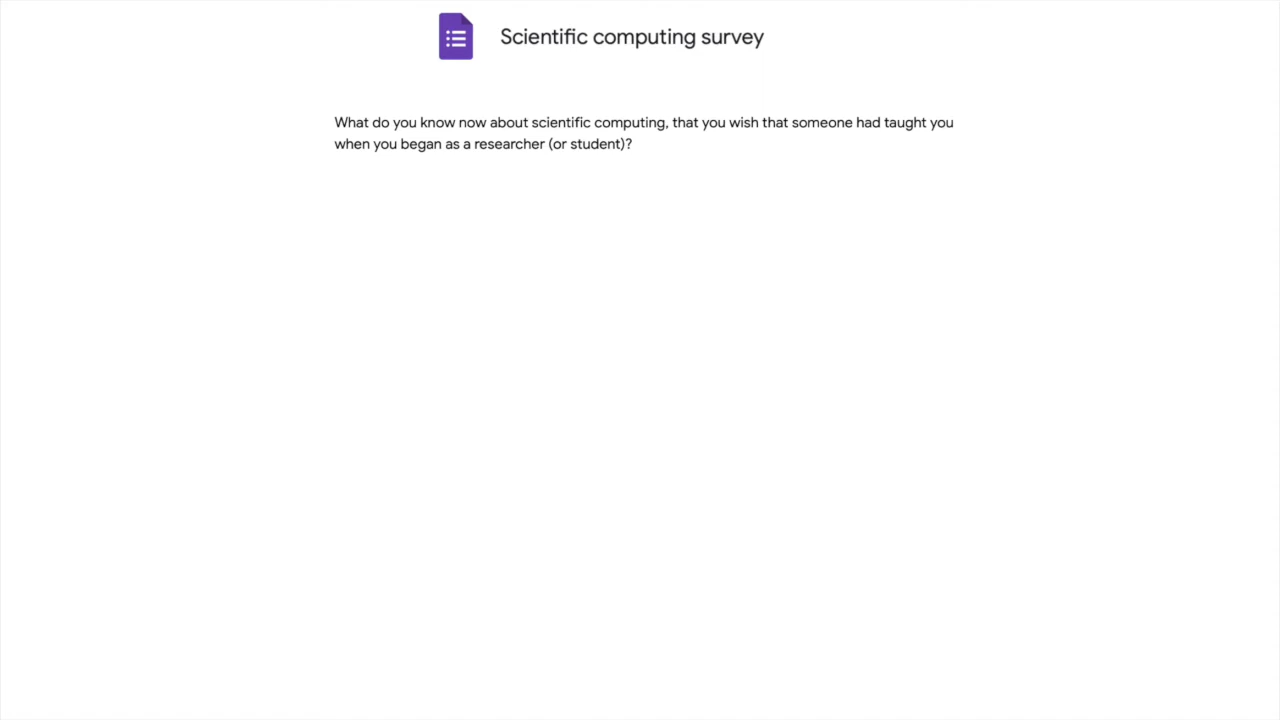 Scientific computing survey
What do you know now about scientific computing, that you wish that someone had taught you
when you began as a researcher (or student)?